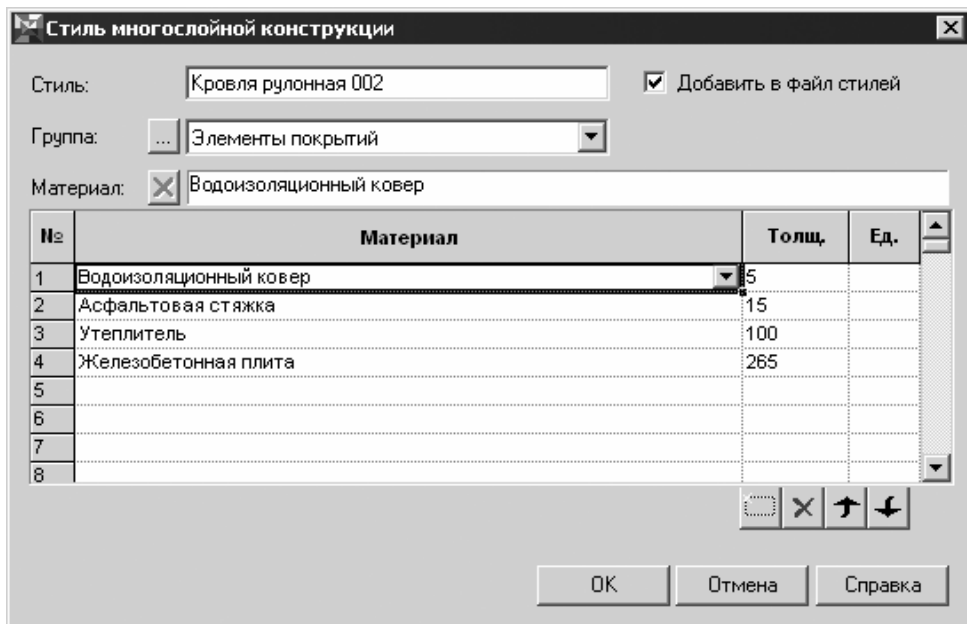 Стиль многослойной конструкции
Стиль: Кровля рулонная 002 Добавить в файл стилей
Группа: ... Элементы покрытий
Материал: Водоизоляционный ковер
№ Материал Толщ. Ед.
1 Водоизоляционный ковер 5
2 Асфальтовая стяжка 15
3 Утеплитель 100
4 Железобетонная плита 265
5
6
7
8
OK Отмена Справка